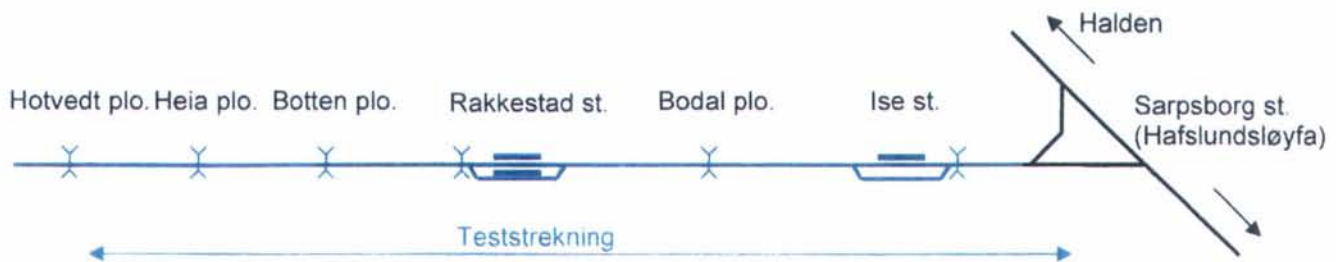 Halden
Hotvedt plo. Heia plo. Botten plo. Rakkestad st. Bodal plo. Ise st. Sarpsborg st.
(Hafslundsløyfa)
Teststrekning